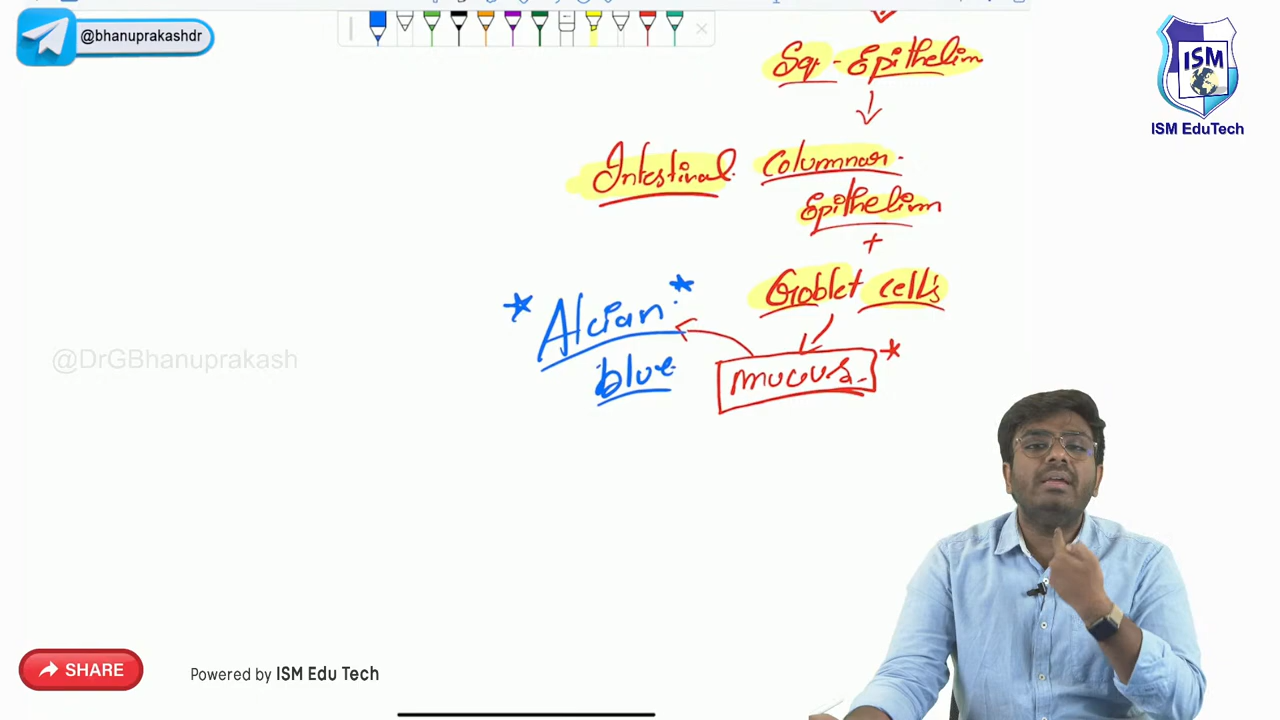 @bhanuprakashdr
ISM
ISM EduTech
Sq. - Epithelim
Intestinal Columnar.
Epithelim
+
Goblet cells
Alcian
blue
mucus
@DrGBhanuprakash
SHARE
Powered by ISM Edu Tech